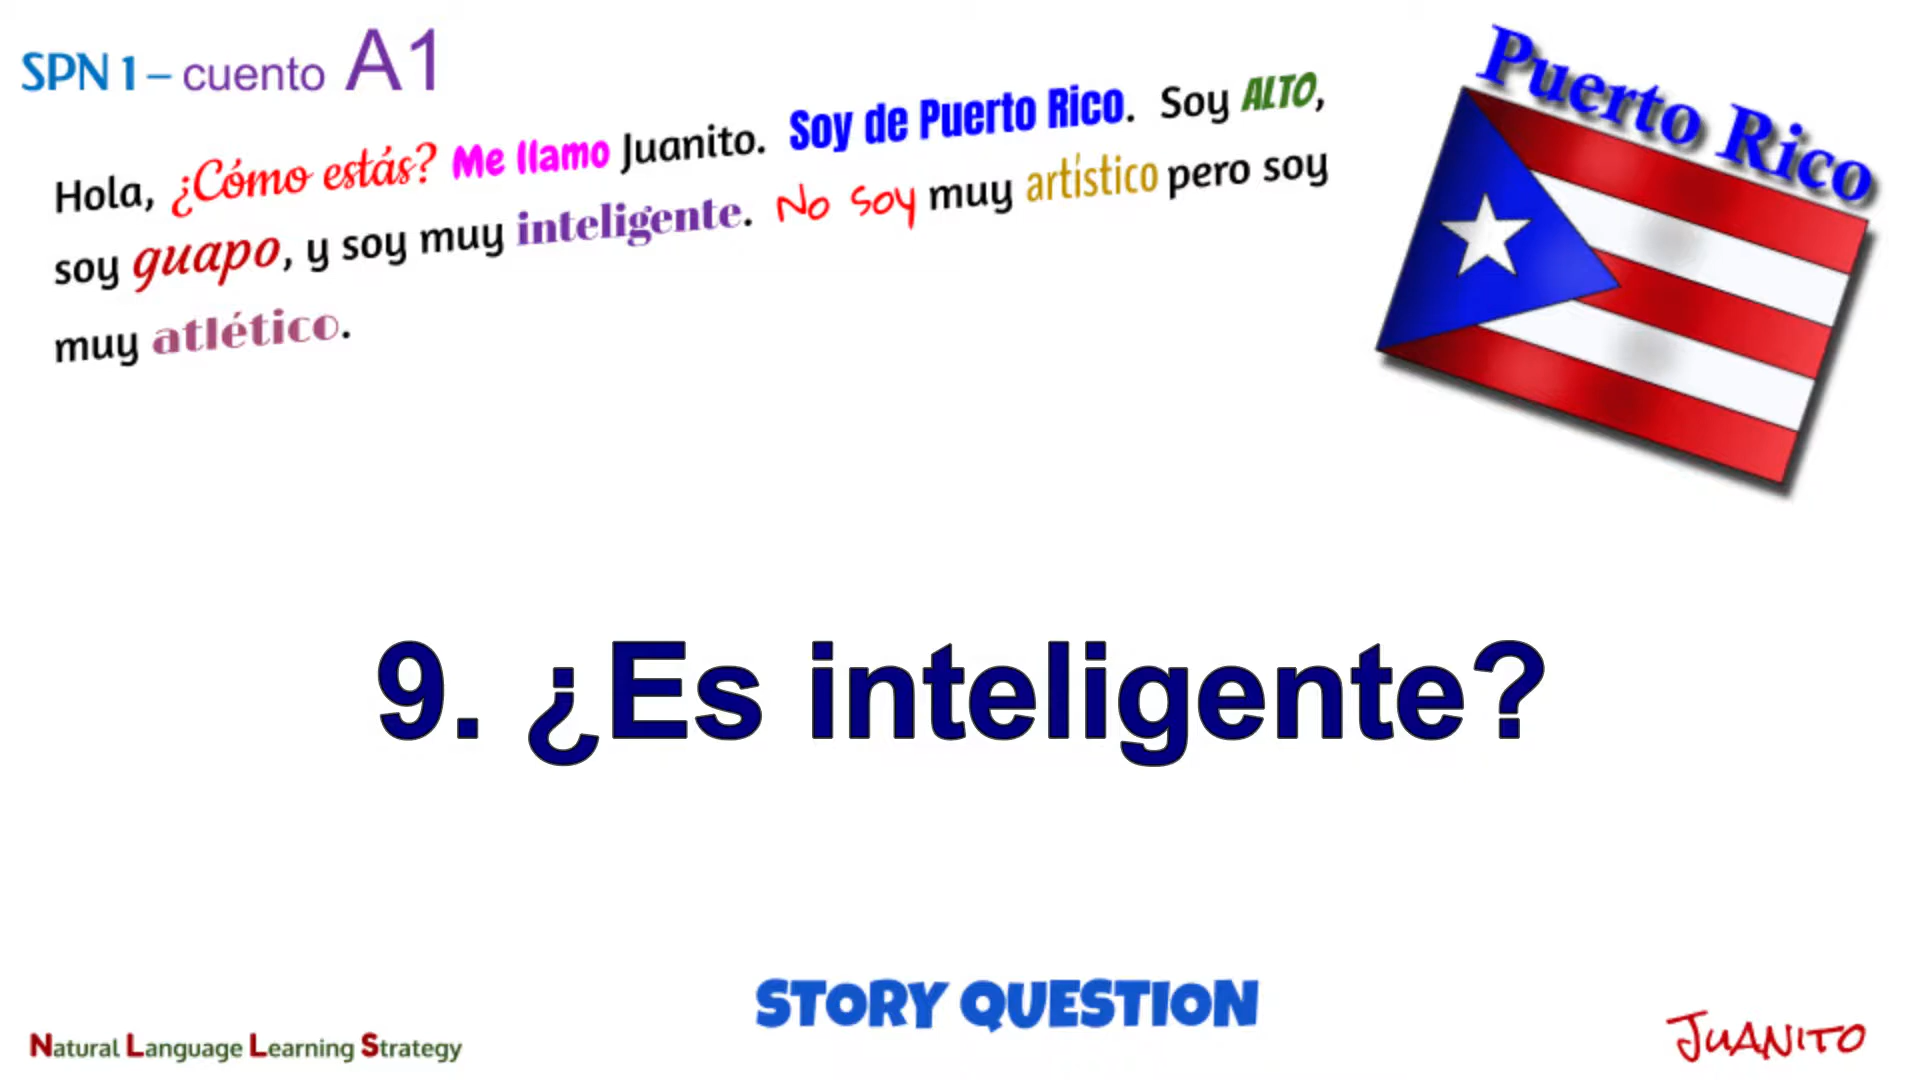 SPN 1 – cuento A1
Puerto Rico
Hola, ¿Cómo estás? Me llamo Juanito. Soy de Puerto Rico. Soy ALTO,
soy guapo, y soy muy inteligente. No soy muy artístico pero soy
muy atlético.
9. ¿Es inteligente?
STORY QUESTION
Natural Language Learning Strategy
JUANITO